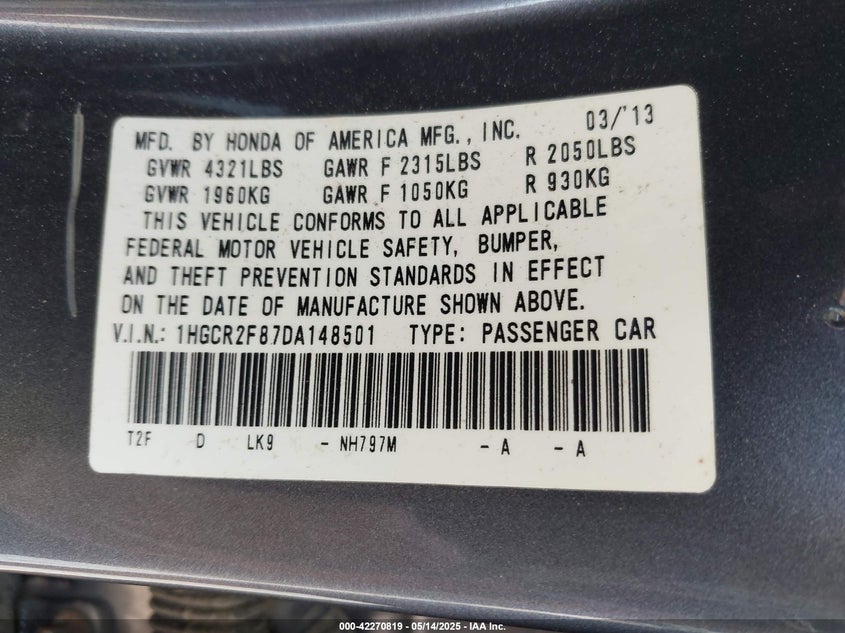 MFD. BY HONDA OF AMERICA MFG., INC. 03/'13
GVWR 4321LBS GAWR F 2315LBS R 2050LBS
GVWR 1960KG GAWR F 1050KG R 930KG
THIS VEHICLE CONFORMS TO ALL APPLICABLE
FEDERAL MOTOR VEHICLE SAFETY, BUMPER,
AND THEFT PREVENTION STANDARDS IN EFFECT
ON THE DATE OF MANUFACTURE SHOWN ABOVE.
V.I.N.: 1HGCR2F87DA148501 TYPE: PASSENGER CAR
T2F D LK9 - NH797M - A - A
000-42270819 - 05/14/2025 - IAA Inc.